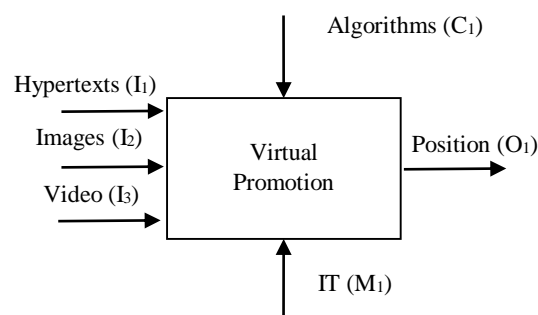 Algorithms (C₁)
Hypertexts (I₁)
Images (I₂)
Video (I₃)
Virtual
Promotion
Position (O₁)
IT (M₁)